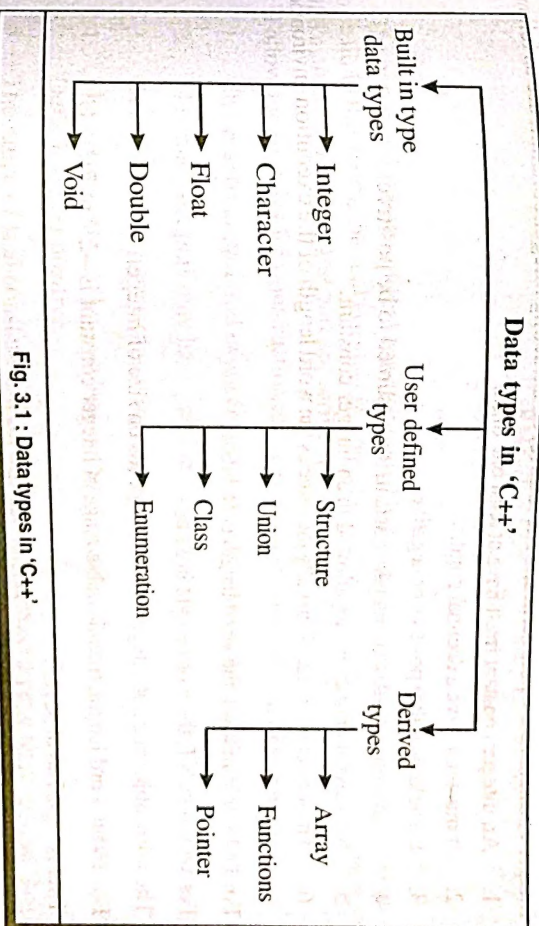 Data types in ‘C++’
Built in type
data types
Integer
Character
Float
Double
Void
User defined
types
Structure
Union
Class
Enumeration
Derived
types
Array
Functions
Pointer
Fig. 3.1 : Data types in ‘C++’